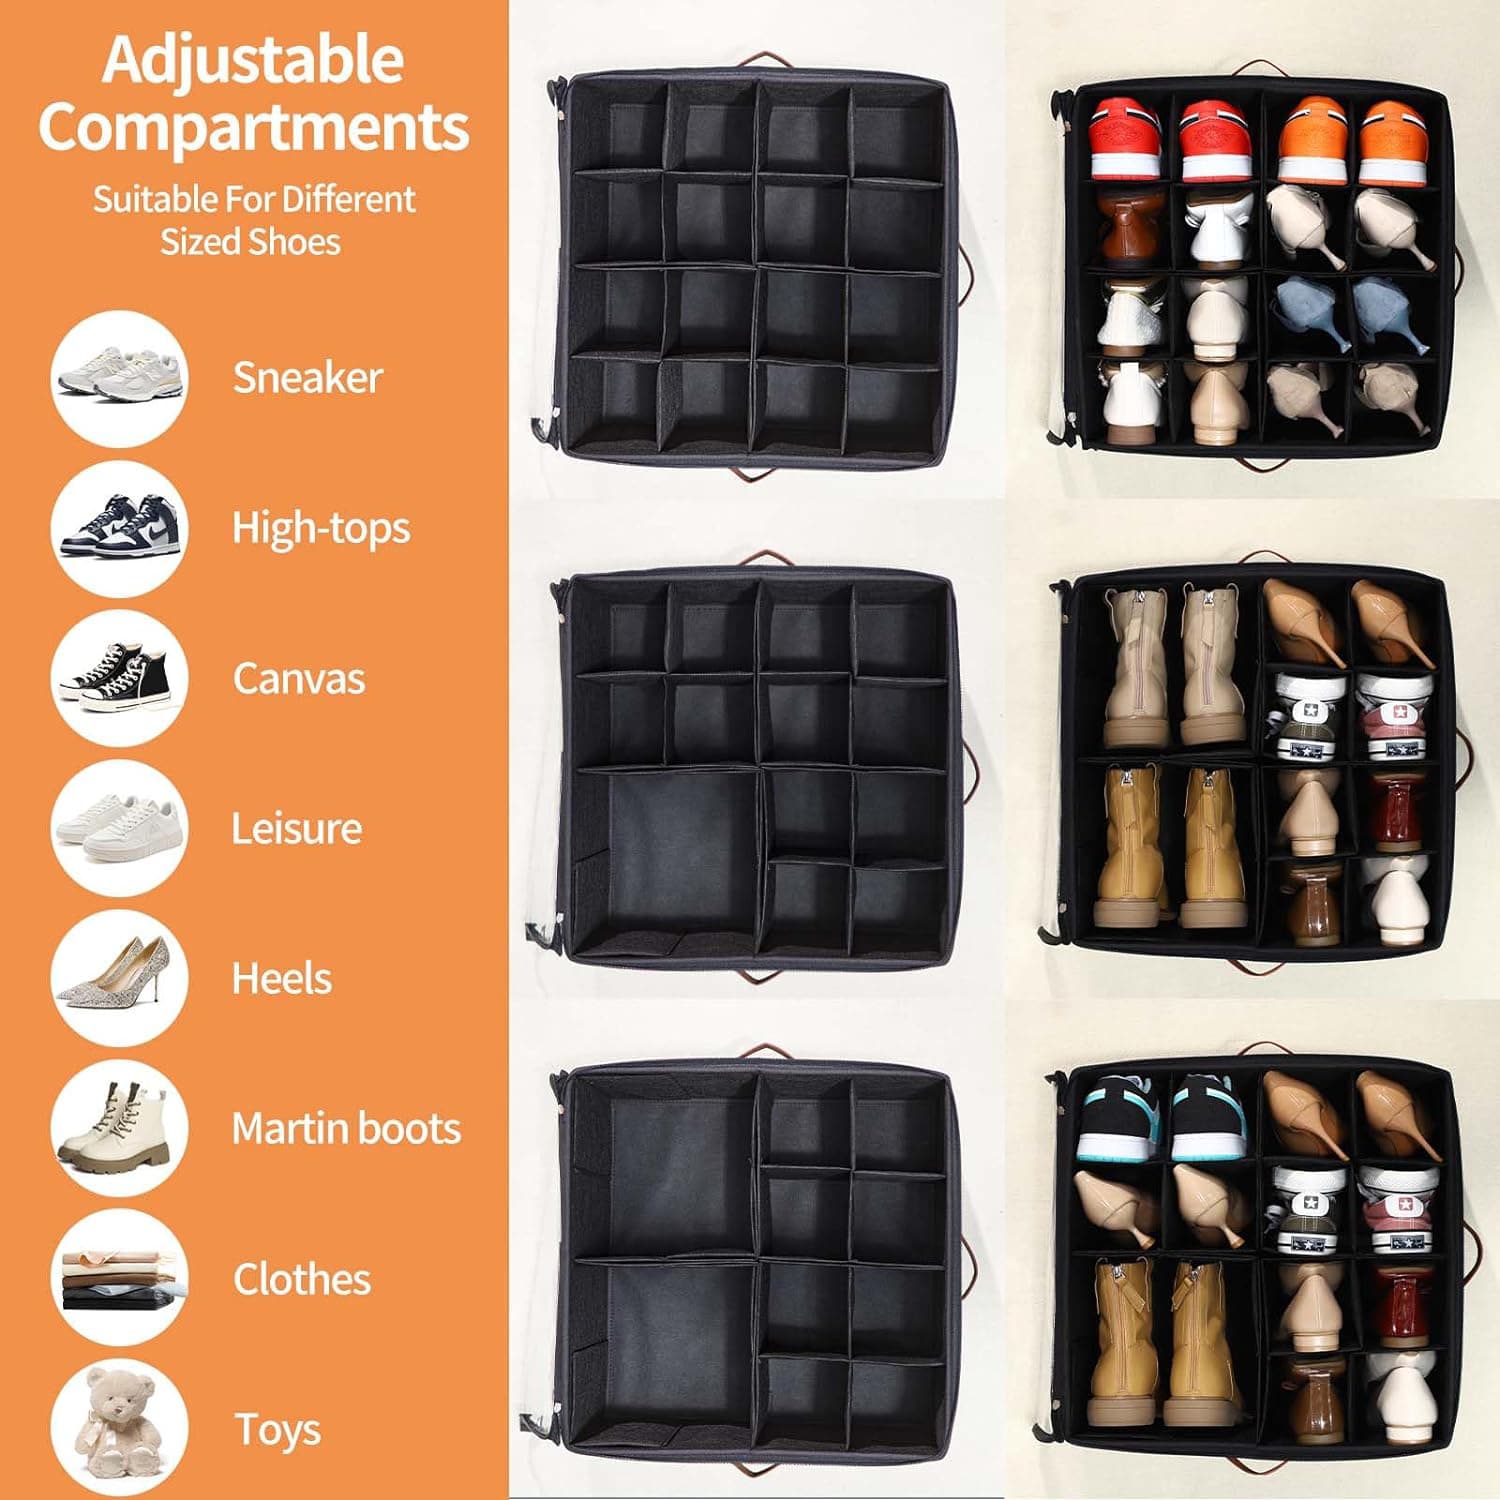 Adjustable
Compartments
Suitable For Different
Sized Shoes
Sneaker
High-tops
Canvas
Leisure
Heels
Martin boots
Clothes
Toys